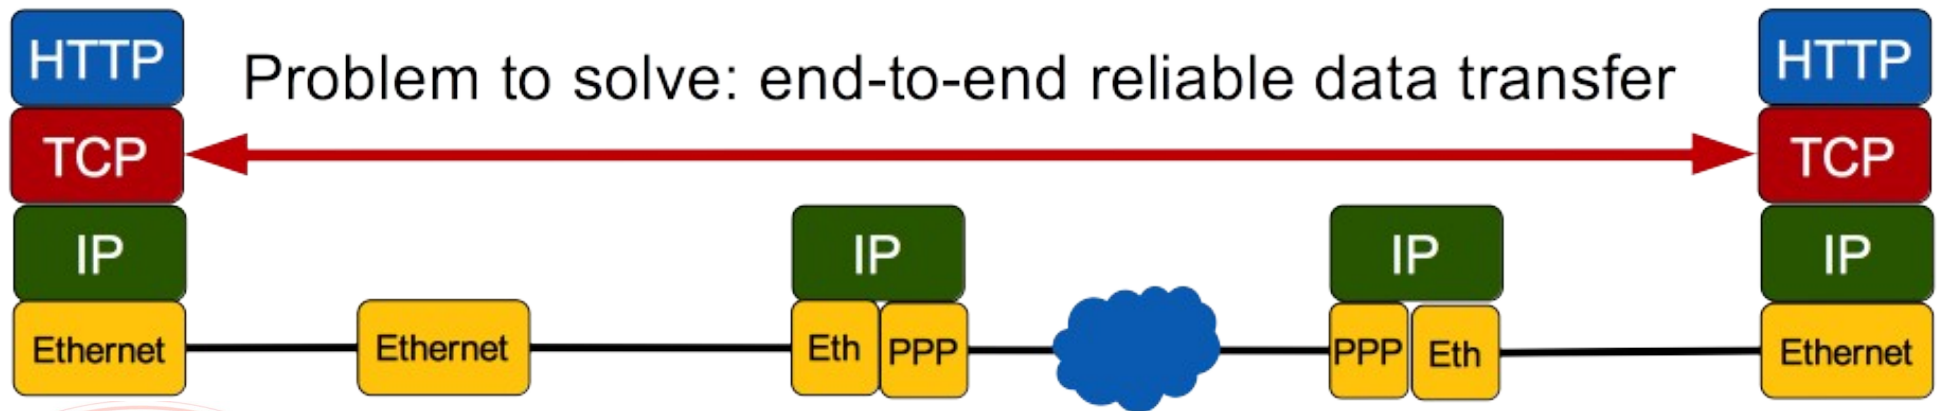 HTTP
Problem to solve: end-to-end reliable data transfer
HTTP
TCP
TCP
IP
IP
IP
IP
Ethernet
Ethernet
Eth
PPP
PPP
Eth
Ethernet